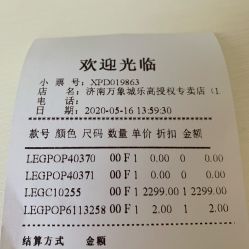 欢迎光临
小 票 号: XPD019863
店 名: 济南万象城乐高授权专卖店（1
电 话:
日 期: 2020-05-16 13:59:30
款号 颜色 尺码 数量 单价 折扣 金额
LEGPOP40370 00 F 1 0.00 0 0.00
LEGPOP40371 00 F 1 0.00 0 0.00
LEGC10255 00 F 1 2299.00 1 2299.00
LEGPOP6113258 00 F 1 2.00 1 2.00
结算方式 金额